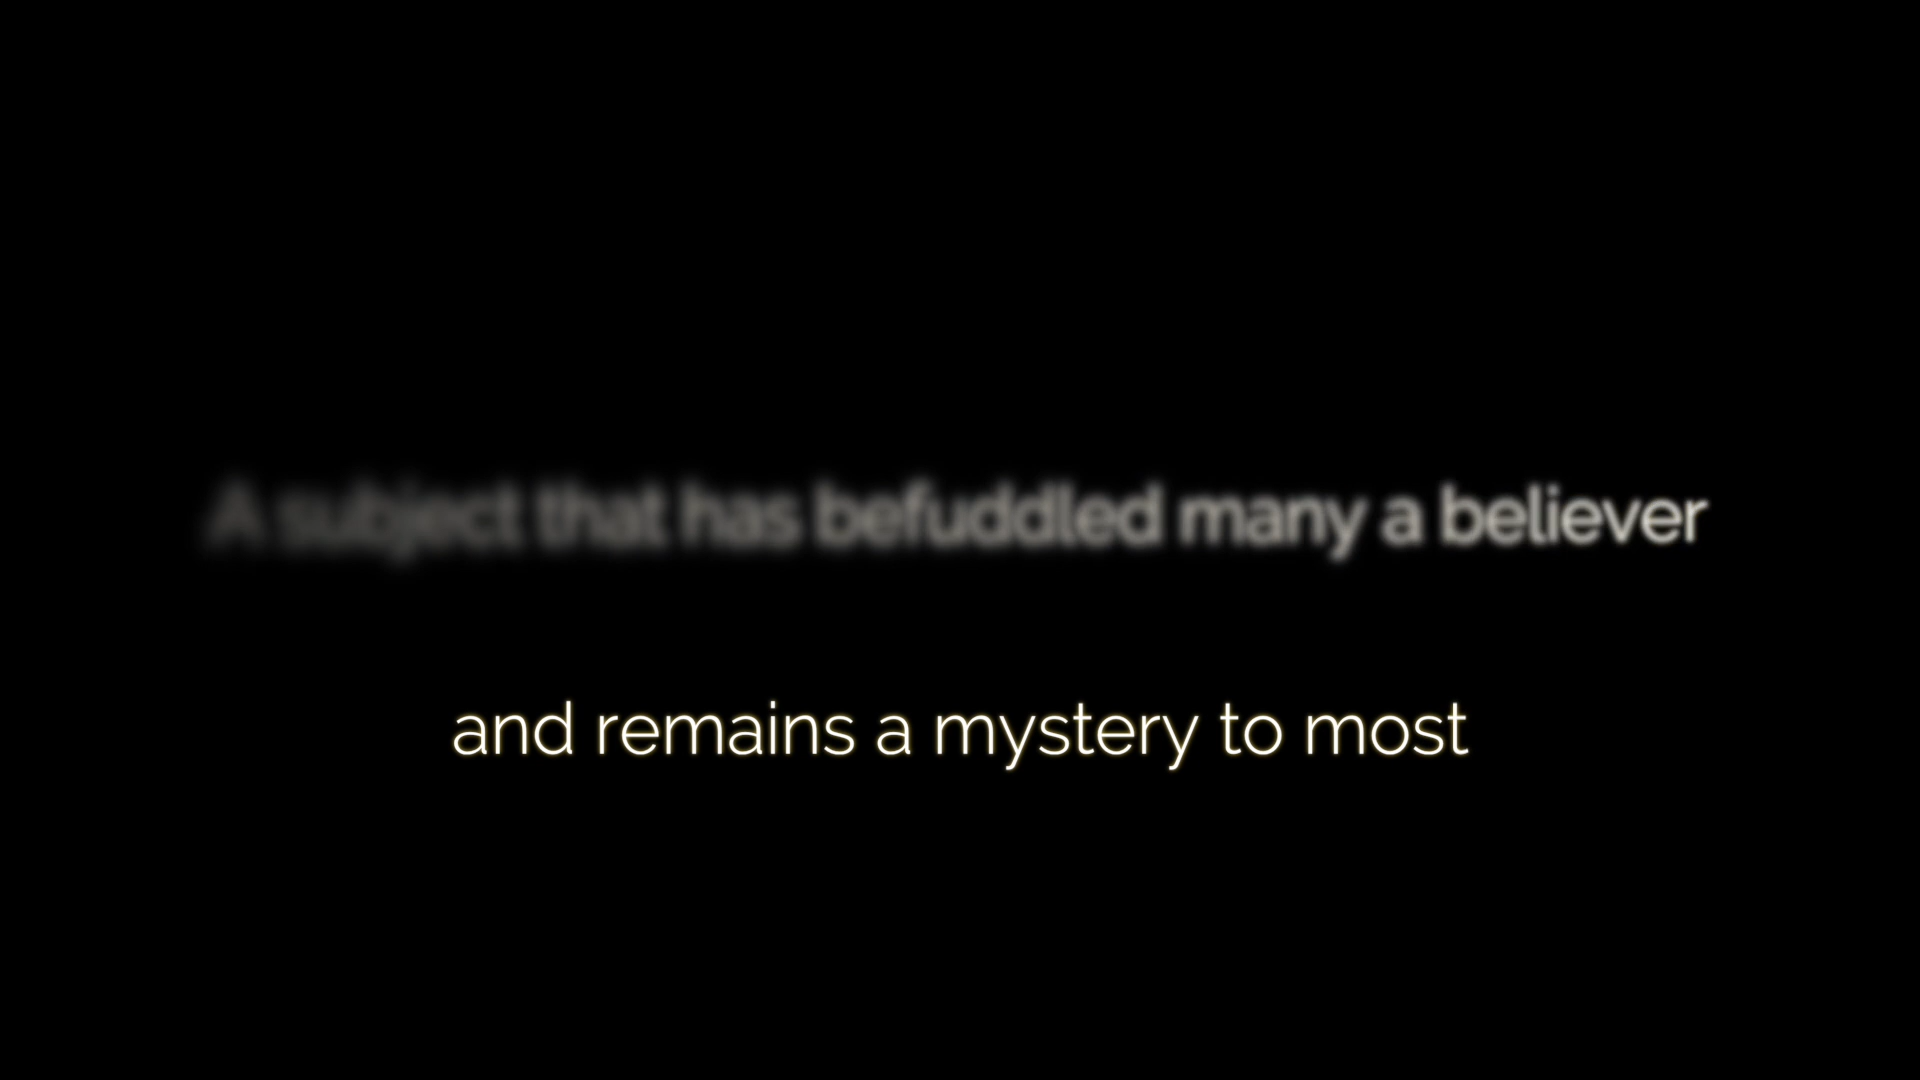 A subject that has befuddled many a believer
and remains a mystery to most